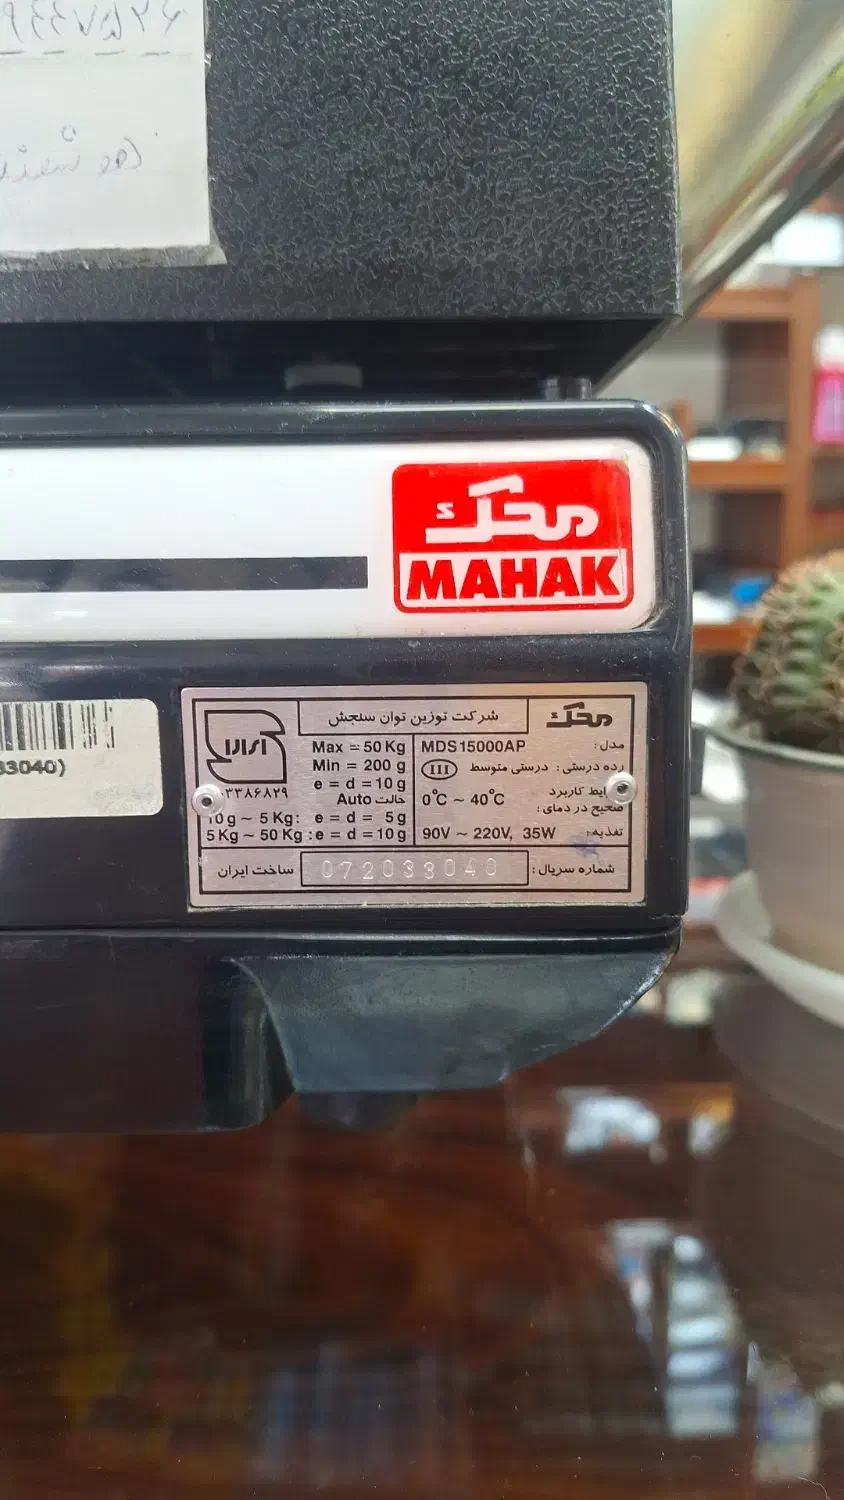 محک
MAHAK
33040)
شرکت توزین توان سنجش
محک
Max = 50 Kg
Min = 200 g
e = d = 10 g
حالت Auto
10 g ~ 5 Kg: e = d = 5 g
5 Kg ~ 50 Kg : e = d = 10 g
۳۳۸۶۸۲۹
مدل: MDS15000AP
رده درستی: درستی متوسط III
شرایط کاربرد
صحیح در دمای: 0°C ~ 40°C
تغذیه: 90V ~ 220V, 35W
شماره سریال: 072033040 ساخت ایران